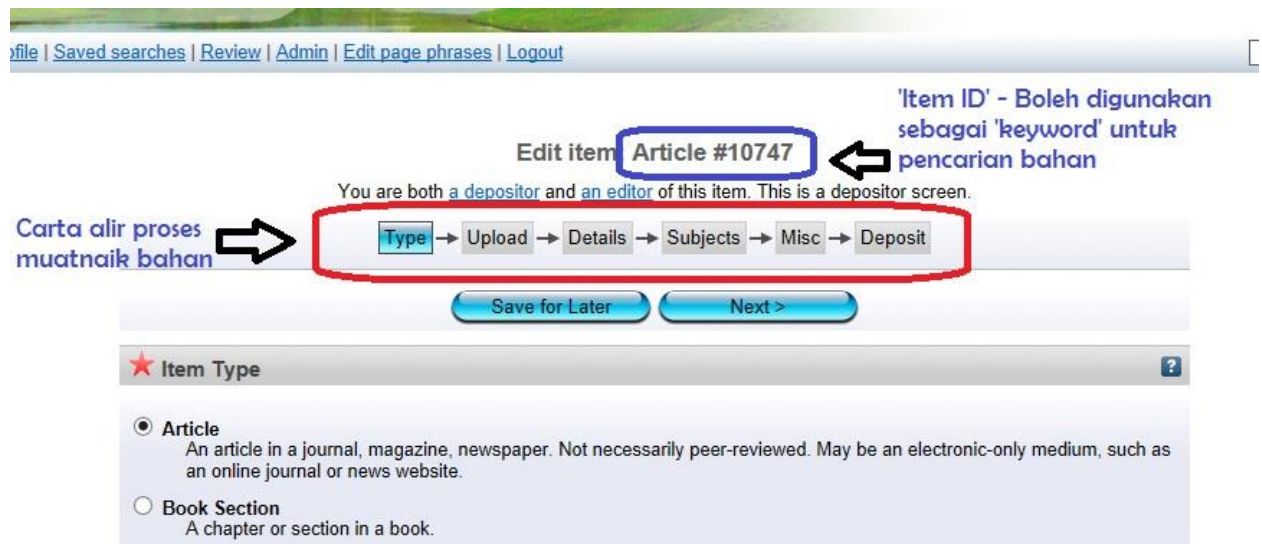 | Saved searches | Review | Admin | Edit page phrases | Logout
'Item ID' - Boleh digunakan
sebagai 'keyword' untuk
pencarian bahan
Edit item: Article #10747
You are both a depositor and an editor of this item. This is a depositor screen.
Carta alir proses
muatnaik bahan
Type → Upload → Details → Subjects → Misc → Deposit
Save for Later
Next >
Item Type
?
Article
An article in a journal, magazine, newspaper. Not necessarily peer-reviewed. May be an electronic-only medium, such as
an online journal or news website.
Book Section
A chapter or section in a book.